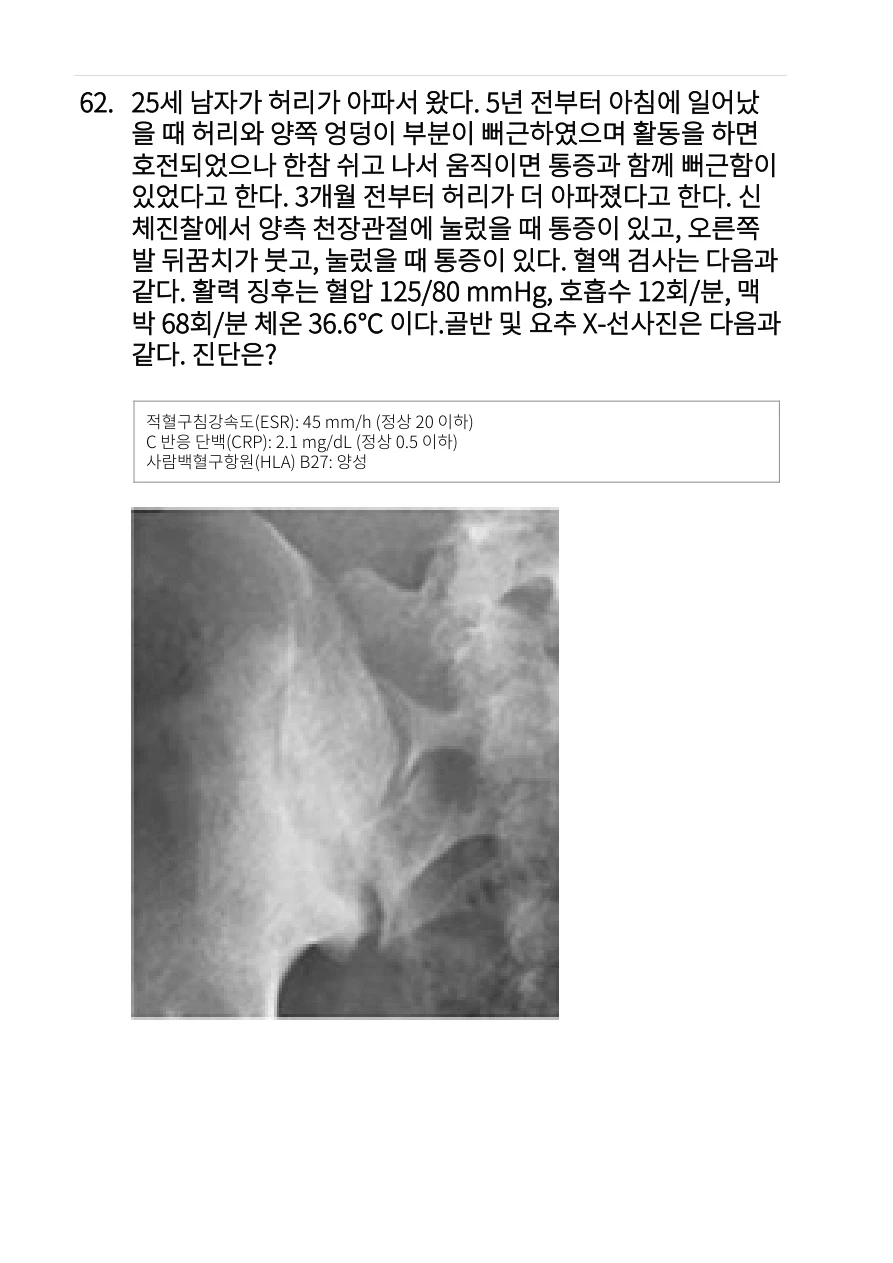 62. 25세 남자가 허리가 아파서 왔다. 5년 전부터 아침에 일어났
을 때 허리와 양쪽 엉덩이 부분이 뻐근하였으며 활동을 하면
호전되었으나 한참 쉬고 나서 움직이면 통증과 함께 뻐근함이
있었다고 한다. 3개월 전부터 허리가 더 아파졌다고 한다. 신
체진찰에서 양측 천장관절에 눌렀을 때 통증이 있고, 오른쪽
발 뒤꿈치가 붓고, 눌렀을 때 통증이 있다. 혈액 검사는 다음과
같다. 활력 징후는 혈압 125/80 mmHg, 호흡수 12회/분, 맥
박 68회/분 체온 36.6°C 이다.골반 및 요추 X-선사진은 다음과
같다. 진단은?
적혈구침강속도(ESR): 45 mm/h (정상 20 이하)
C 반응 단백(CRP): 2.1 mg/dL (정상 0.5 이하)
사람백혈구항원(HLA) B27: 양성